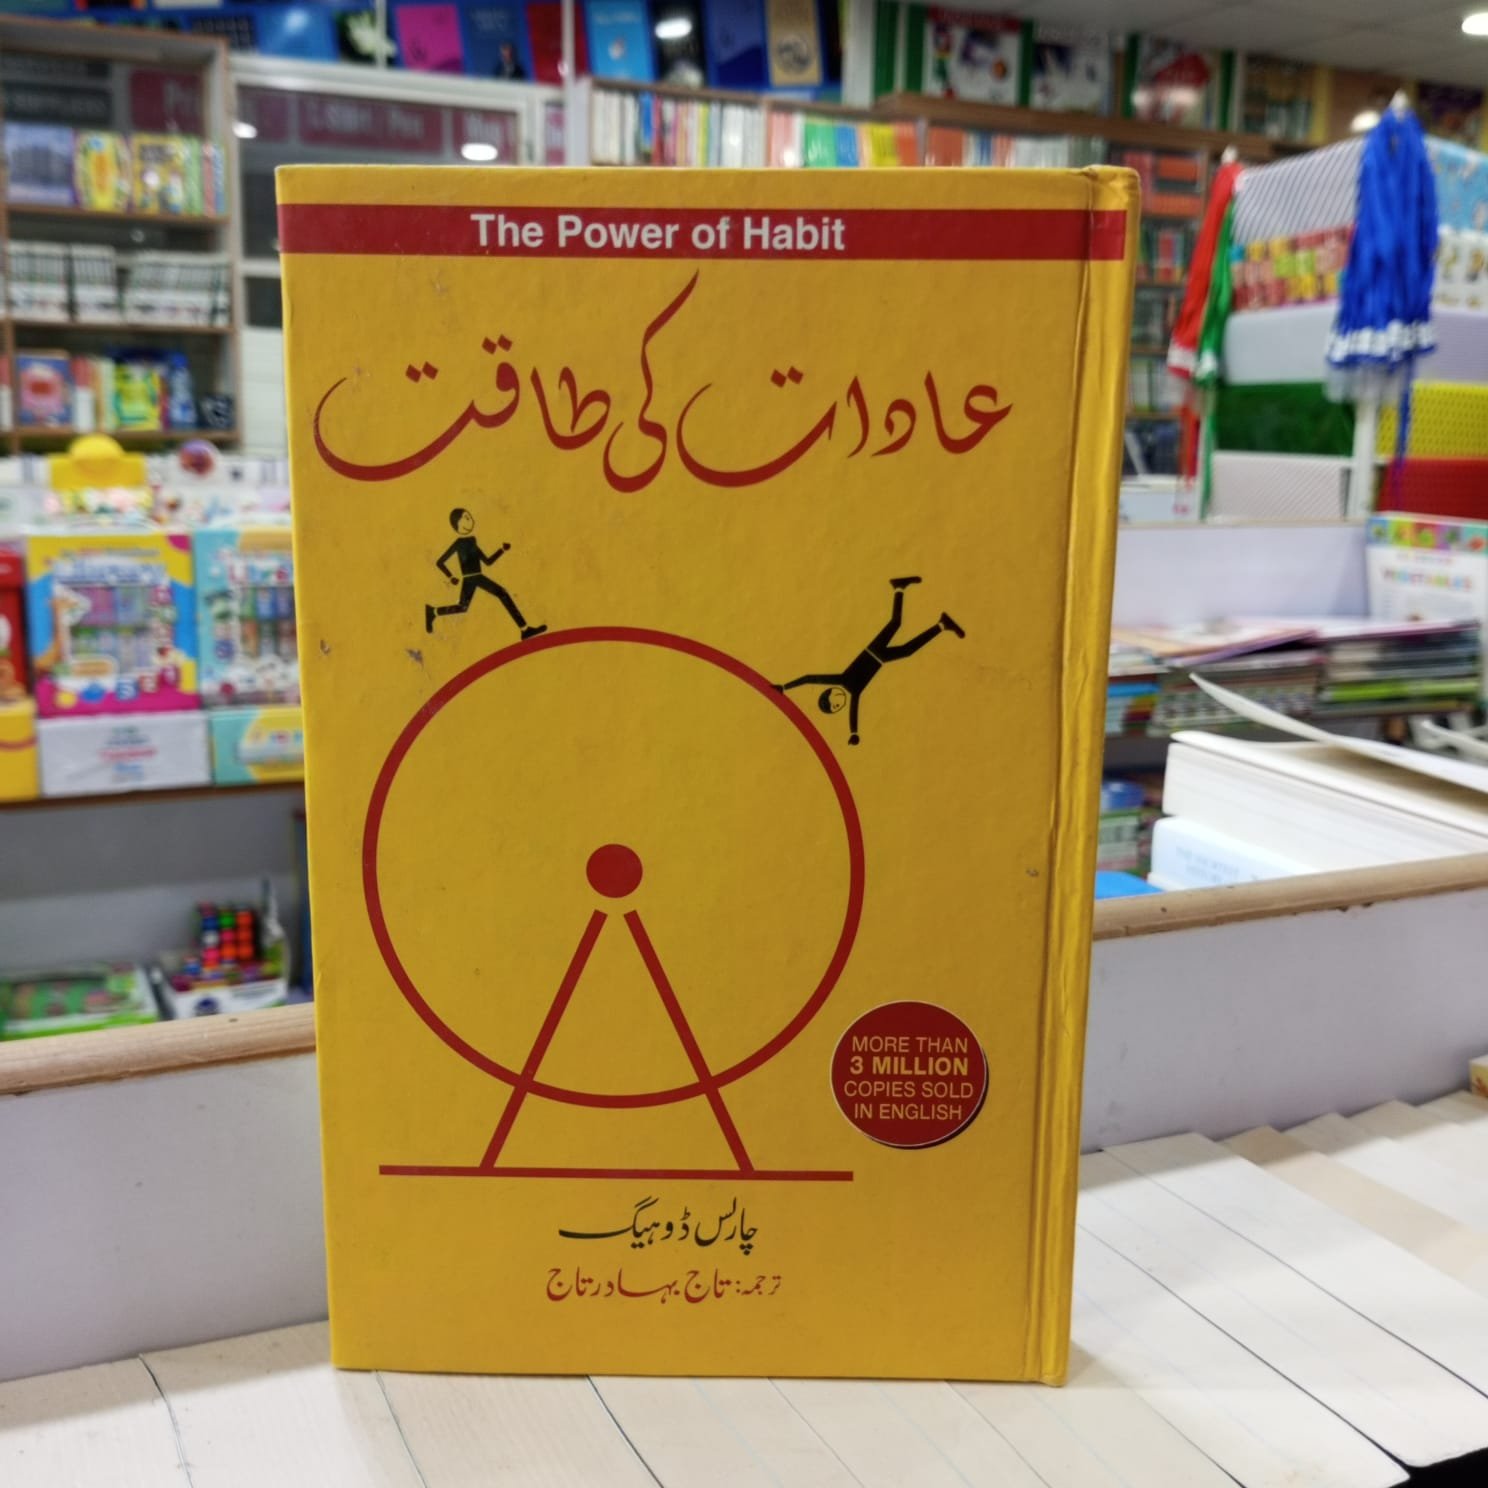 The Power of Habit
عادات کی طاقت
MORE THAN
3 MILLION
COPIES SOLD
IN ENGLISH
چارلس ڈوہیگ
ترجمہ: تاج بہادر تاج